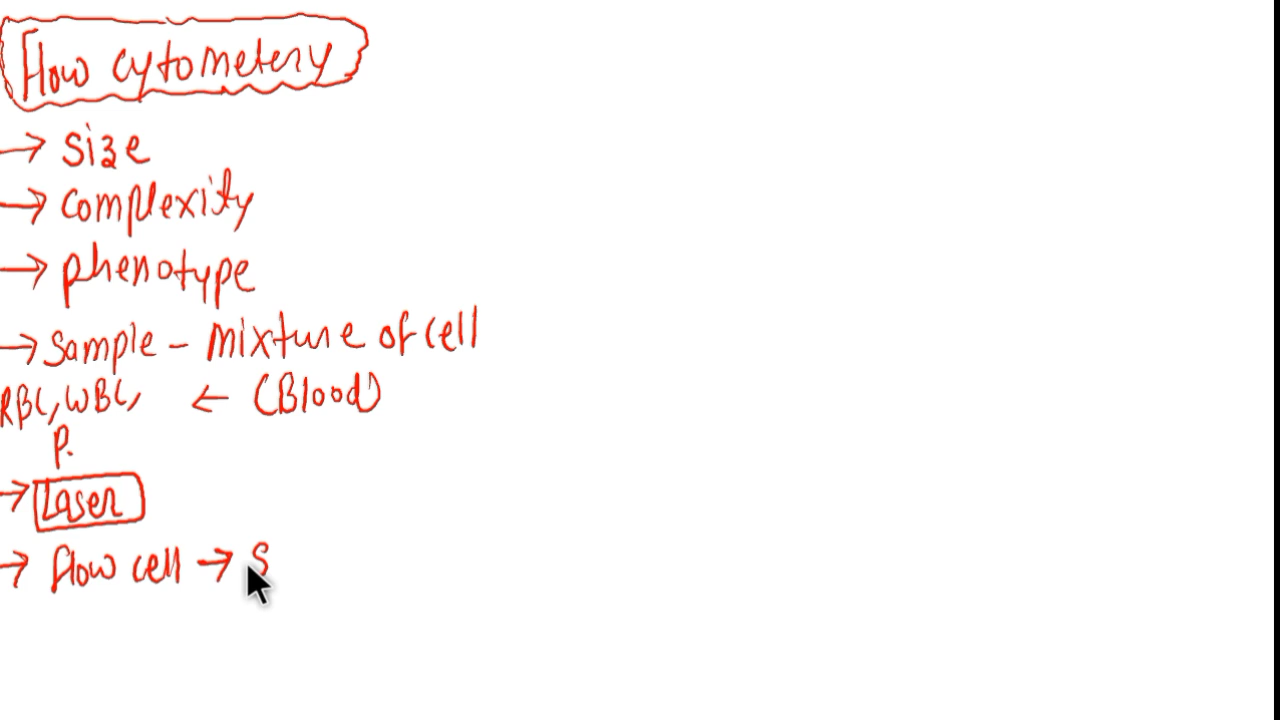 Flow cytometery
→ Size
→ complexity
→ phenotype
→ Sample - Mixture of cell
RBC, WBC, ← (Blood)
P.
→ Laser
→ flow cell → S